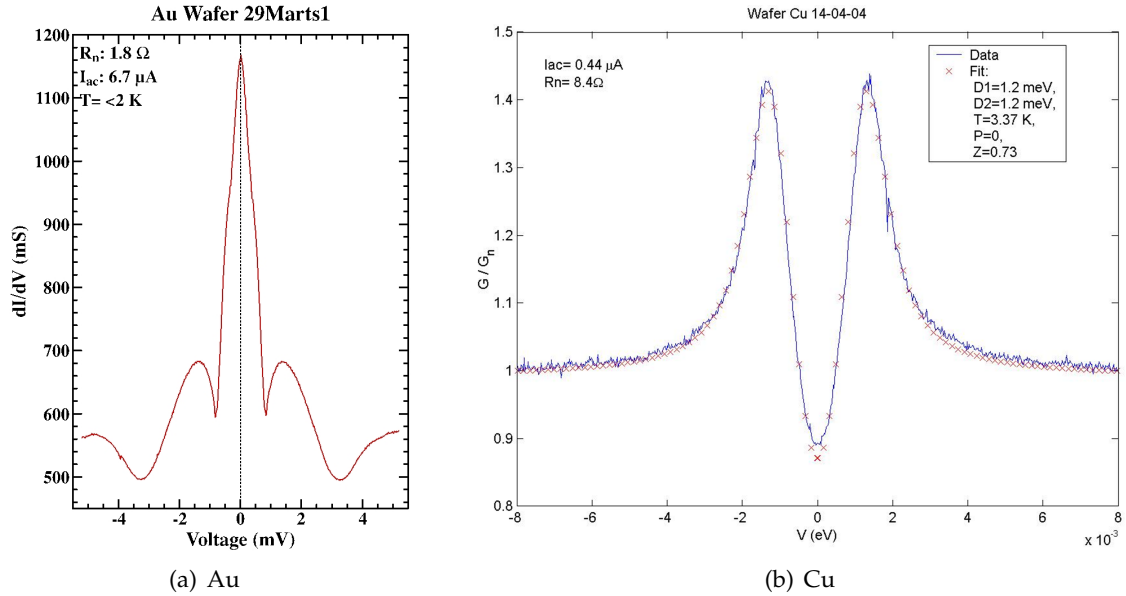 Au Wafer 29Marts1
R_n: 1.8 Ω
I_ac: 6.7 µA
T= <2 K
1200
1100
1000
900
800
700
600
500
dI/dV (mS)
-4 -2 0 2 4
Voltage (mV)
(a) Au
Wafer Cu 14-04-04
Iac= 0.44 µA
Rn= 8.4Ω
Data
Fit:
D1=1.2 meV,
D2=1.2 meV,
T=3.37 K,
P=0,
Z=0.73
1.5
1.4
1.3
1.2
1.1
1
0.9
0.8
G / G_n
-8 -6 -4 -2 0 2 4 6 8
V (eV)
x 10^-3
(b) Cu